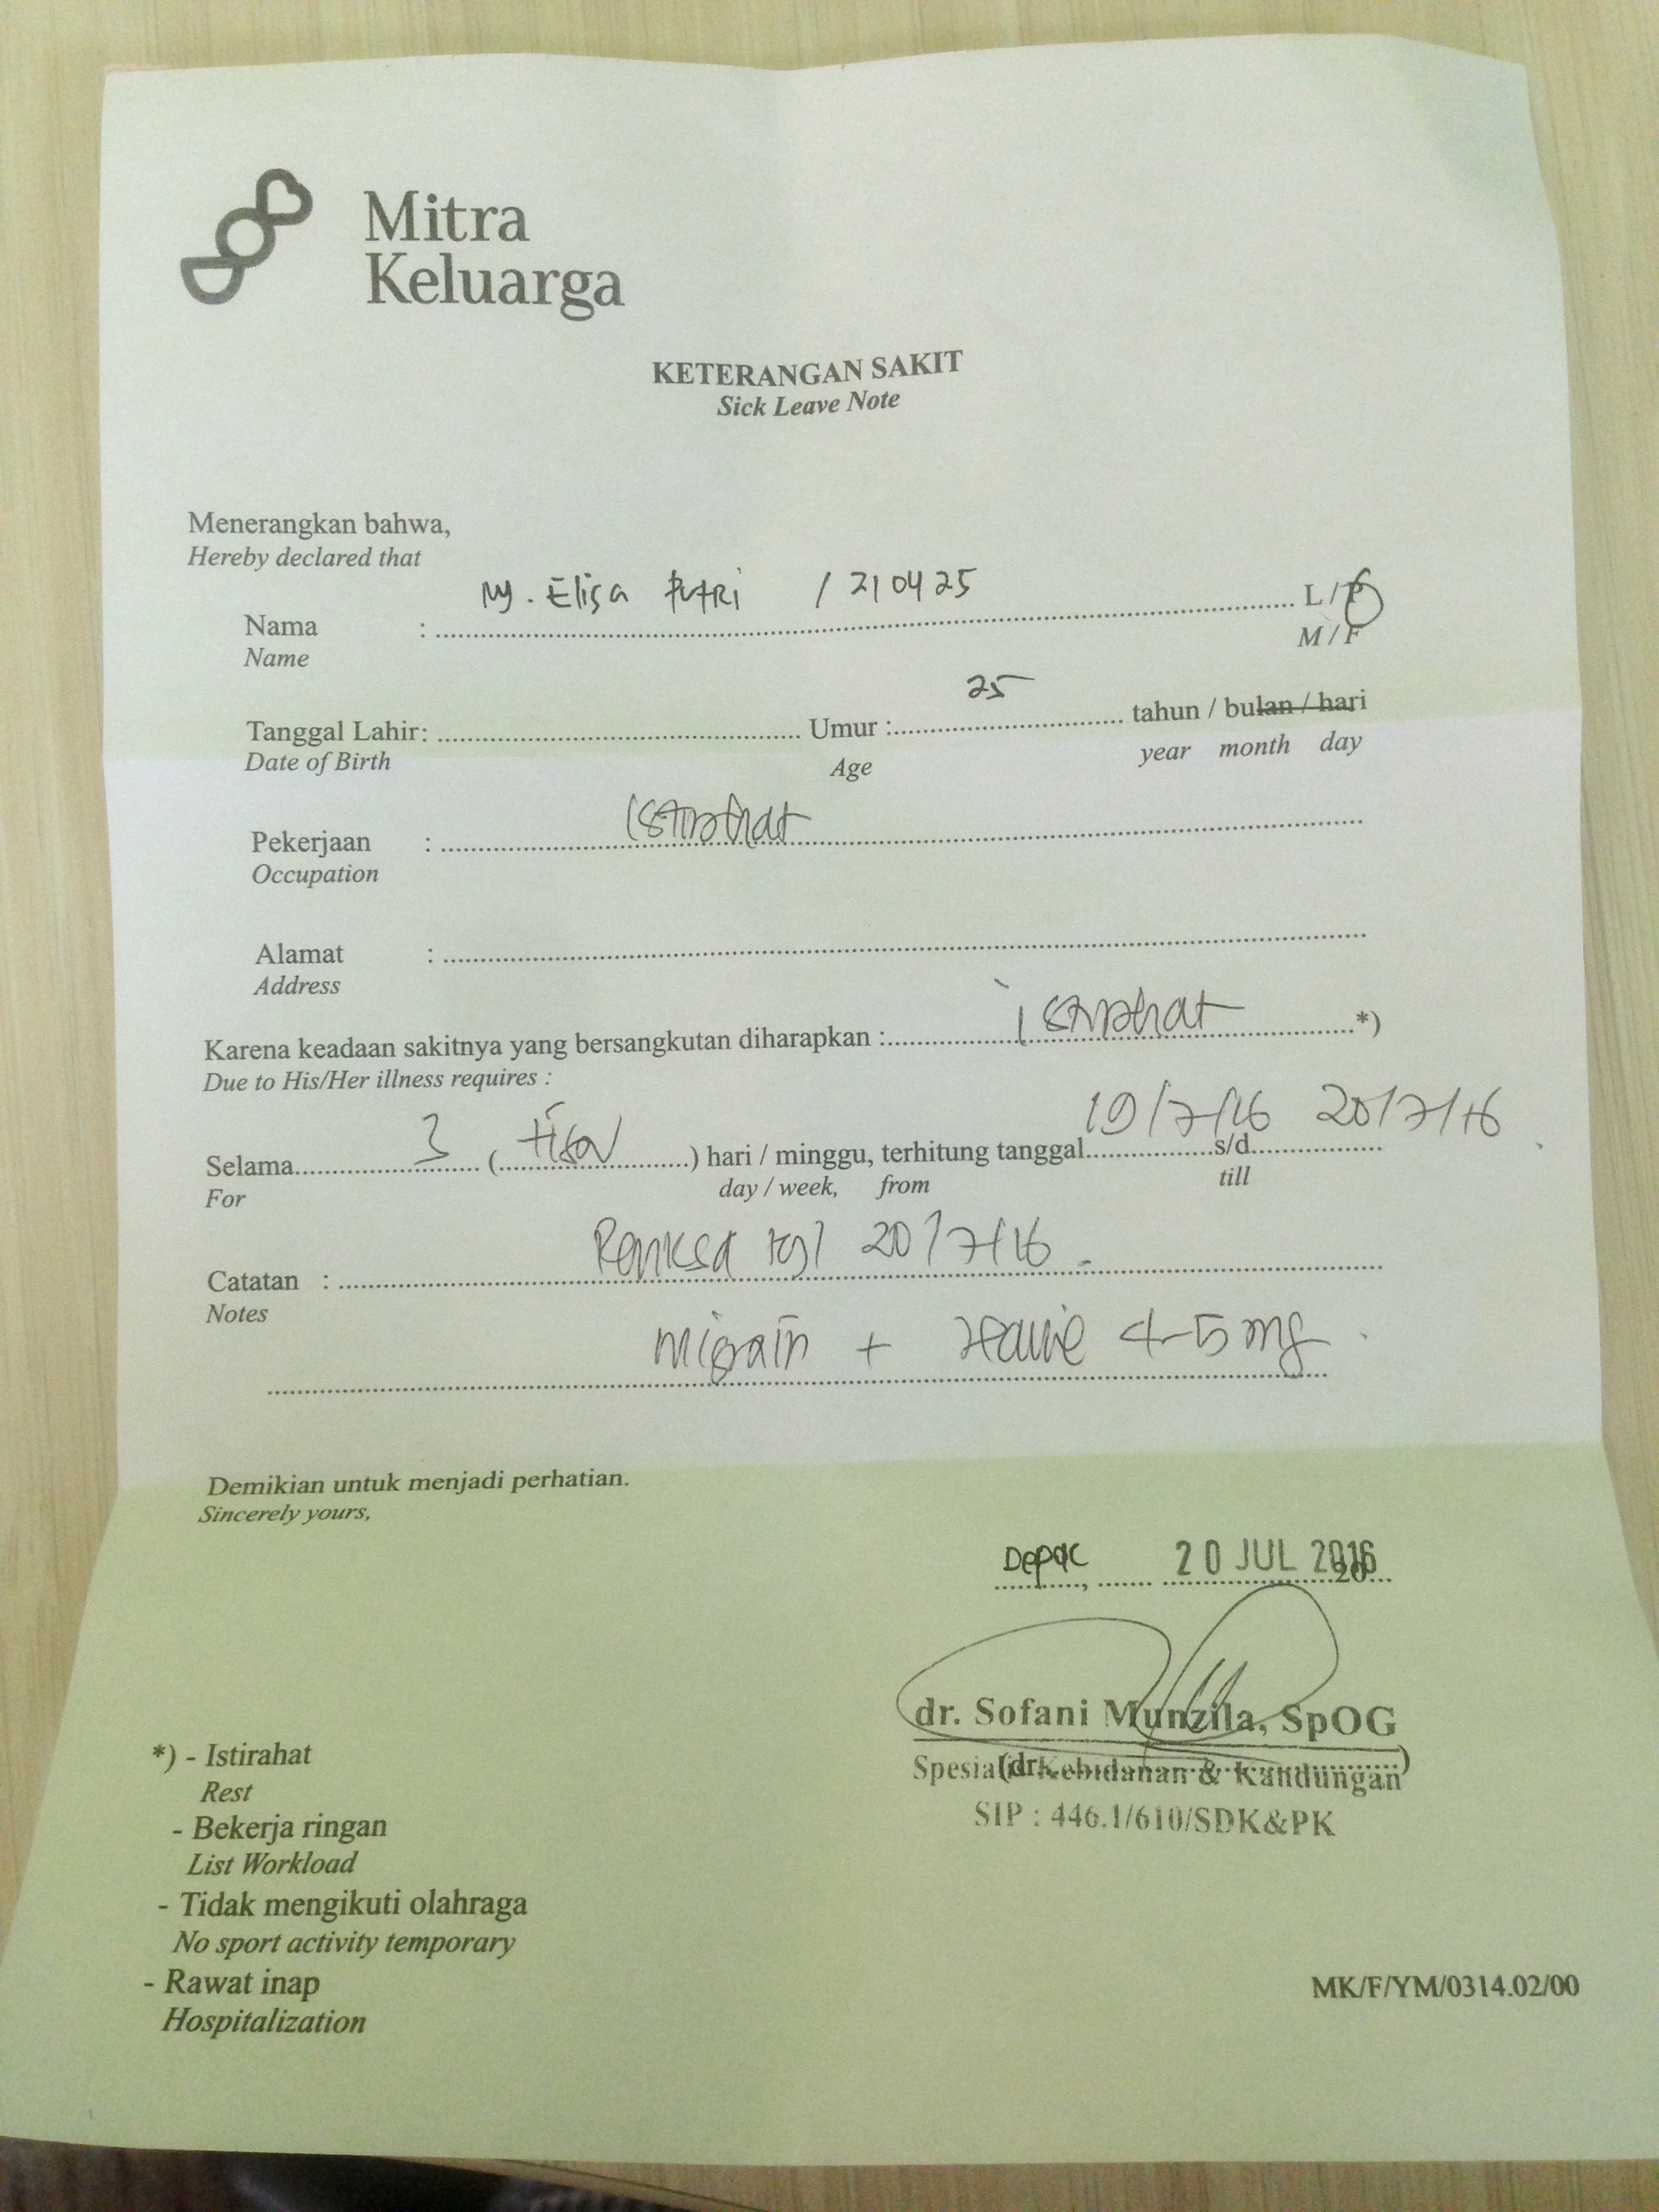 Mitra
Keluarga
KETERANGAN SAKIT
Sick Leave Note
Menerangkan bahwa,
Hereby declared that
Nama : Ny. Elisa Putri / 210425 L / P
Name M / F
Tanggal Lahir: Umur : 25 tahun / bulan / hari
Date of Birth Age year month day
Pekerjaan : istirahat
Occupation
Alamat :
Address
Karena keadaan sakitnya yang bersangkutan diharapkan : istirahat *)
Due to His/Her illness requires :
Selama 3 ( ) hari / minggu, terhitung tanggal 19/7/16 s/d 20/7/16
For day / week, from till
Catatan : Periksa tgl 20/7/16
Notes
migrain + 4-5 mg
Demikian untuk menjadi perhatian.
Sincerely yours,
Depok, 20 JUL 2016
dr. Sofani Munzila, SpOG
Spesialis Kebidanan & Kandungan
(dr. )
SIP : 446.1/610/SDK&PK
*) - Istirahat
Rest
- Bekerja ringan
List Workload
- Tidak mengikuti olahraga
No sport activity temporary
- Rawat inap
Hospitalization
MK/F/YM/0314.02/00